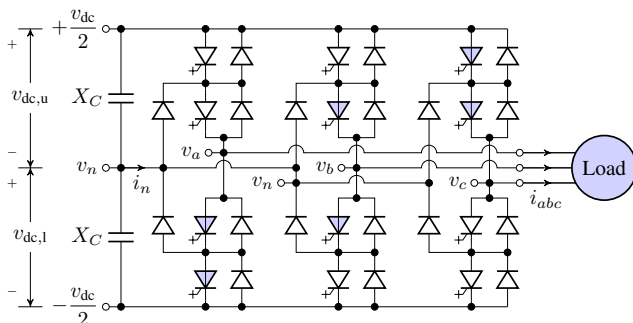 + v_dc/2
+
v_dc,u
X_C
−
v_n
i_n
v_a
v_b
v_n
v_c
i_abc
Load
+
v_dc,l
X_C
−
− v_dc/2
+
+
+
+
+
+
+
+
+
+
+
+